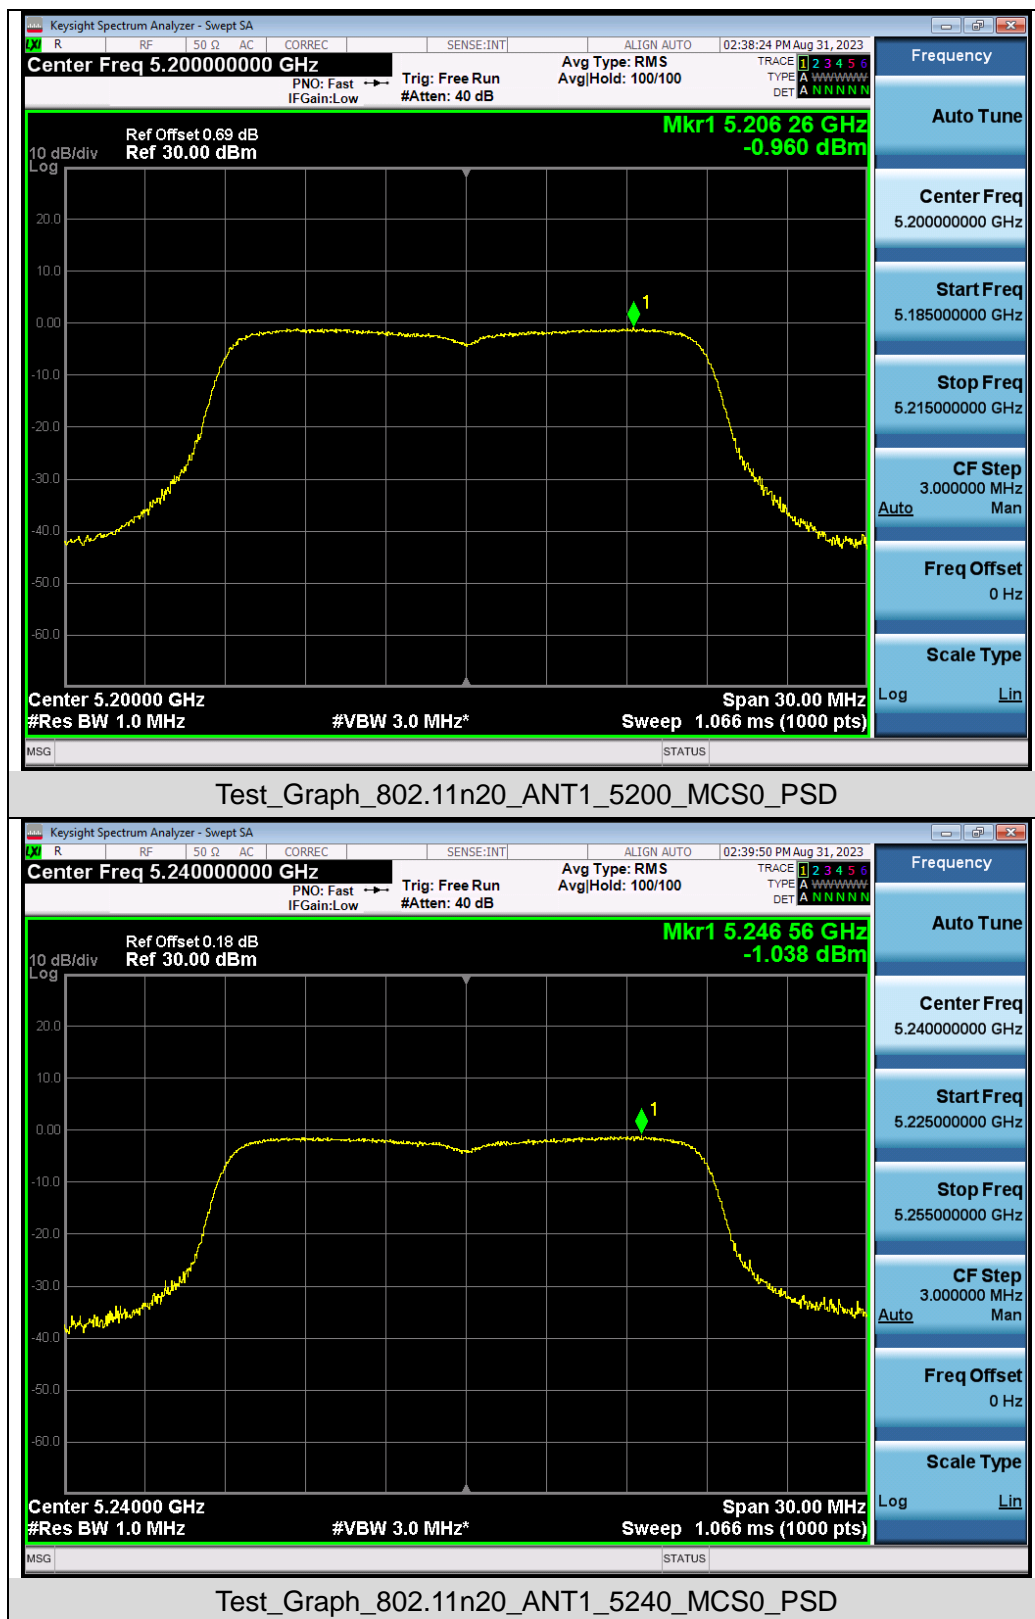 Keysight Spectrum Analyzer - Swept SA
LXI R RF 50 Ω AC CORREC SENSE:INT ALIGN AUTO 02:38:24 PM Aug 31, 2023
Center Freq 5.200000000 GHz
PNO: Fast
IFGain:Low
Trig: Free Run
#Atten: 40 dB
Avg Type: RMS
Avg|Hold: 100/100
TRACE 1 2 3 4 5 6
TYPE A WWWWW
DET A N N N N N
Frequency
Ref Offset 0.69 dB
10 dB/div Ref 30.00 dBm
Log
Mkr1 5.206 26 GHz
-0.960 dBm
1
20.0
10.0
0.00
-10.0
-20.0
-30.0
-40.0
-50.0
-60.0
Center 5.20000 GHz Span 30.00 MHz
#Res BW 1.0 MHz #VBW 3.0 MHz* Sweep 1.066 ms (1000 pts)
MSG STATUS
Auto Tune
Center Freq
5.200000000 GHz
Start Freq
5.185000000 GHz
Stop Freq
5.215000000 GHz
CF Step
3.000000 MHz
Auto Man
Freq Offset
0 Hz
Scale Type
Log Lin
Test_Graph_802.11n20_ANT1_5200_MCS0_PSD
Keysight Spectrum Analyzer - Swept SA
LXI R RF 50 Ω AC CORREC SENSE:INT ALIGN AUTO 02:39:50 PM Aug 31, 2023
Center Freq 5.240000000 GHz
PNO: Fast
IFGain:Low
Trig: Free Run
#Atten: 40 dB
Avg Type: RMS
Avg|Hold: 100/100
TRACE 1 2 3 4 5 6
TYPE A WWWWW
DET A N N N N N
Frequency
Ref Offset 0.18 dB
10 dB/div Ref 30.00 dBm
Log
Mkr1 5.246 56 GHz
-1.038 dBm
1
20.0
10.0
0.00
-10.0
-20.0
-30.0
-40.0
-50.0
-60.0
Center 5.24000 GHz Span 30.00 MHz
#Res BW 1.0 MHz #VBW 3.0 MHz* Sweep 1.066 ms (1000 pts)
MSG STATUS
Auto Tune
Center Freq
5.240000000 GHz
Start Freq
5.225000000 GHz
Stop Freq
5.255000000 GHz
CF Step
3.000000 MHz
Auto Man
Freq Offset
0 Hz
Scale Type
Log Lin
Test_Graph_802.11n20_ANT1_5240_MCS0_PSD